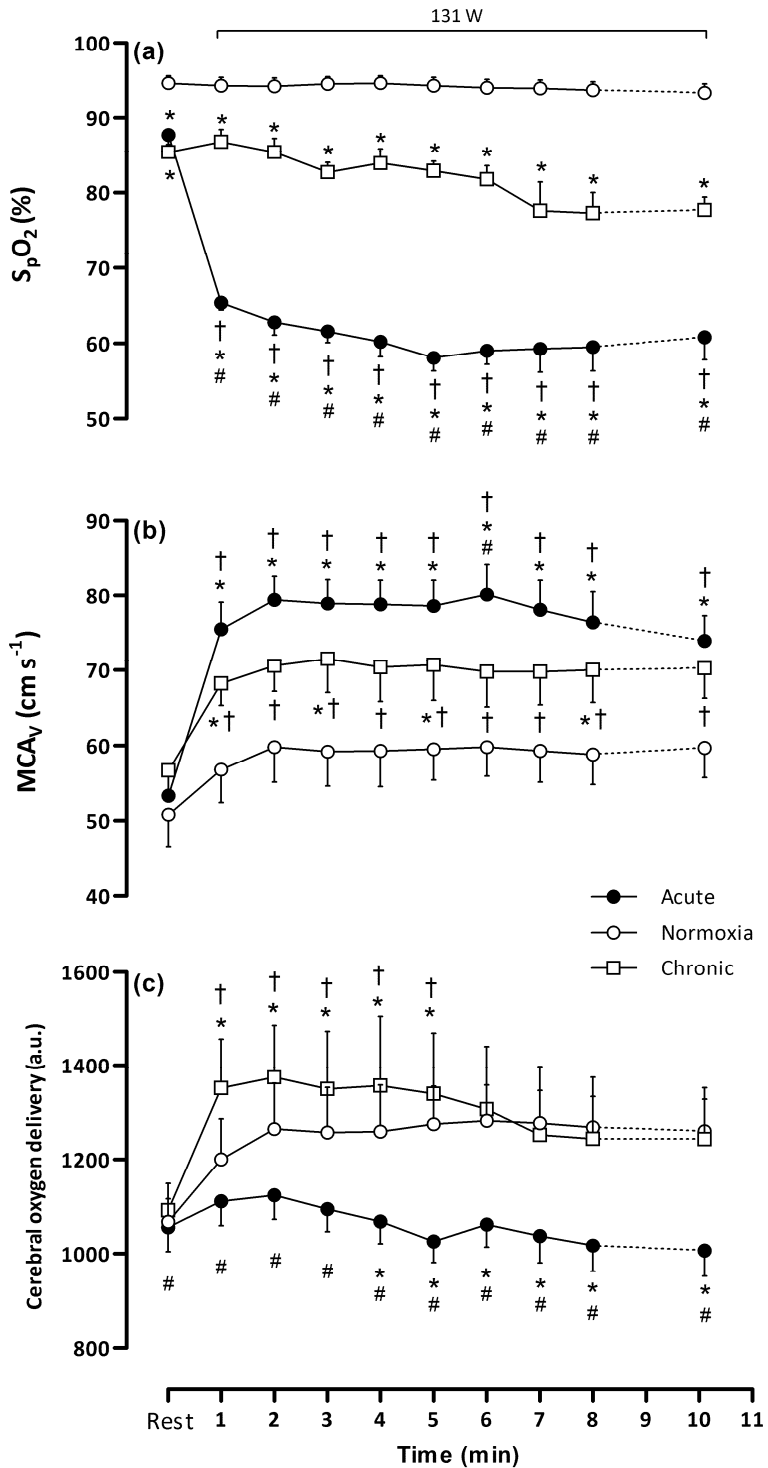 131 W
(a)
100
90
80
70
60
50
SpO2 (%)
* * * * * * * * *
*
*
† † † † † † † † †
* * * * * * * * *
# # # # # # # # #
(b)
90
80
70
60
50
40
MCAV (cm s-1)
† † † † † † † † †
* * * * * * * * *
#
*† † *† † *† † † *† †
Acute
Normoxia
Chronic
(c)
1600
1400
1200
1000
800
Cerebral oxygen delivery (a.u.)
† † † † †
* * * * *
* * * * * *
# # # # # # # # # #
Rest 1 2 3 4 5 6 7 8 9 10 11
Time (min)